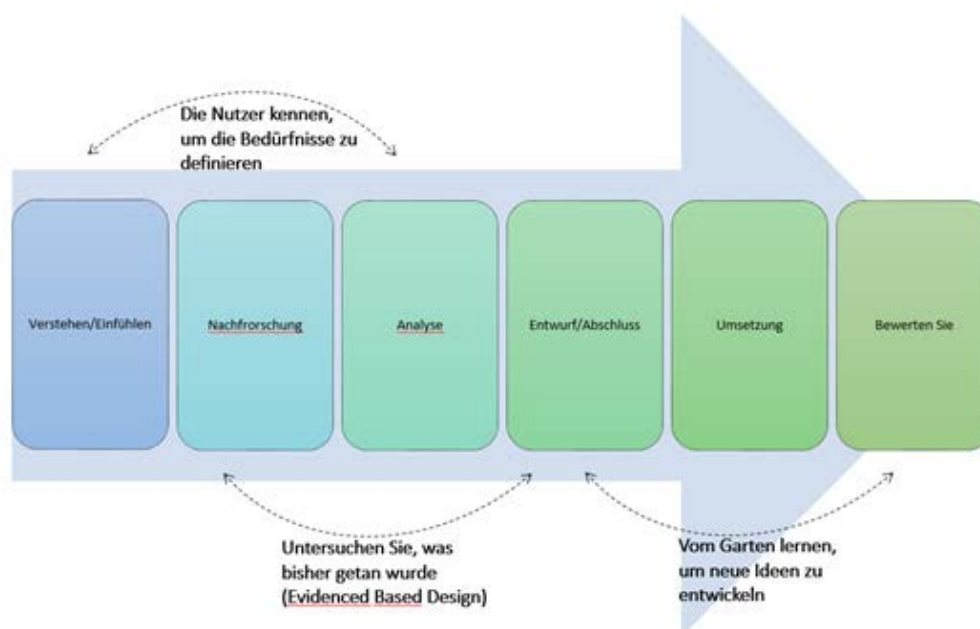 Die Nutzer kennen,
um die Bedürfnisse zu
definieren
Verstehen/Einfühlen
Nachfrorschung
Analyse
Entwurf/Abschluss
Umsetzung
Bewerten Sie
Untersuchen Sie, was
bisher getan wurde
(Evidenced Based Design)
Vom Garten lernen,
um neue Ideen zu
entwickeln